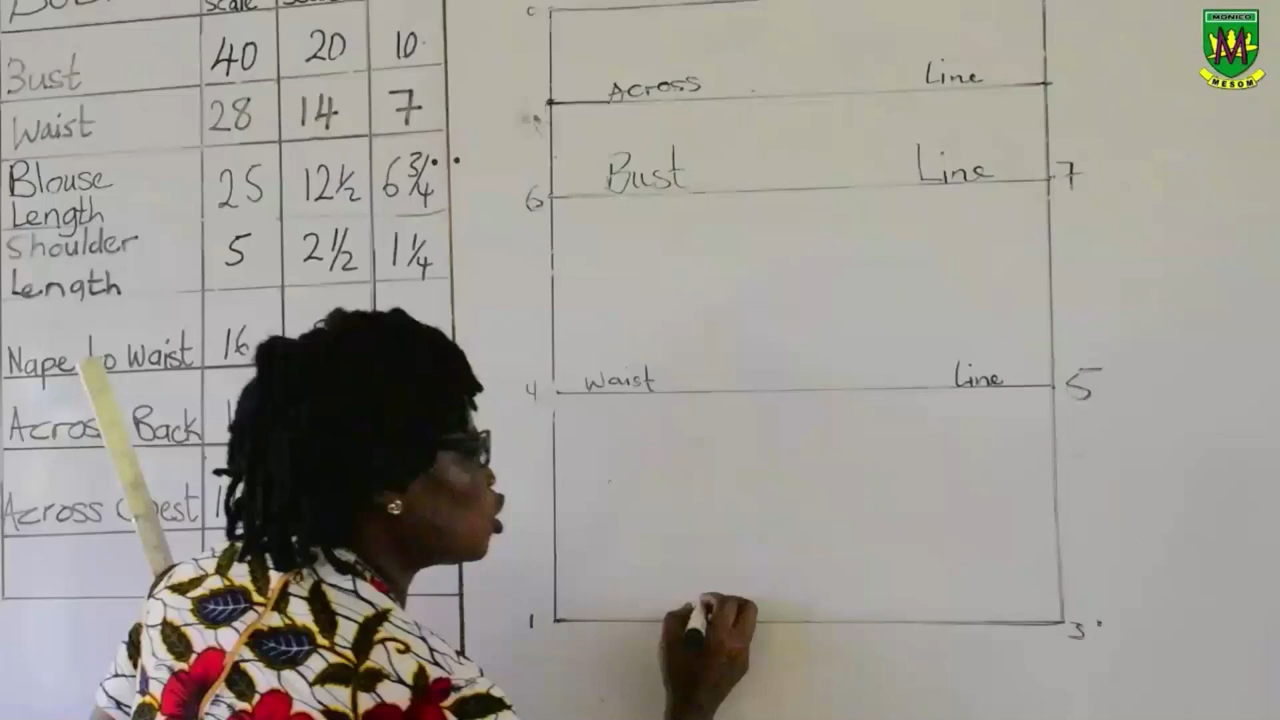 Scale
Bust 40 20 10
Waist 28 14 7
Blouse Length 25 12½ 6¾
Shoulder Length 5 2½ 1¼
Nape to Waist 16
Across Back
Across Chest
Across Line
Bust Line 7
6
4 Waist Line 5
1 3
MONICO
M
MESOM